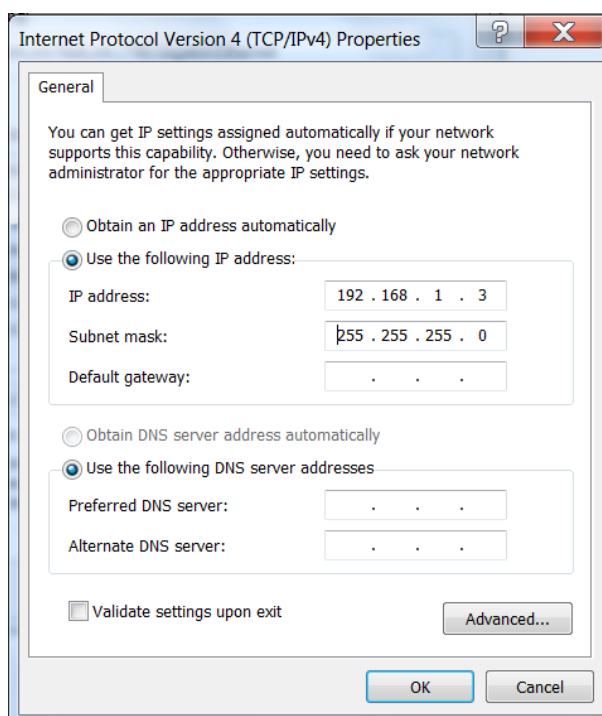 Internet Protocol Version 4 (TCP/IPv4) Properties
General
You can get IP settings assigned automatically if your network
supports this capability. Otherwise, you need to ask your network
administrator for the appropriate IP settings.
Obtain an IP address automatically
Use the following IP address:
IP address: 192 . 168 . 1 . 3
Subnet mask: 255 . 255 . 255 . 0
Default gateway: . . .
Obtain DNS server address automatically
Use the following DNS server addresses
Preferred DNS server: . . .
Alternate DNS server: . . .
Validate settings upon exit
Advanced...
OK Cancel